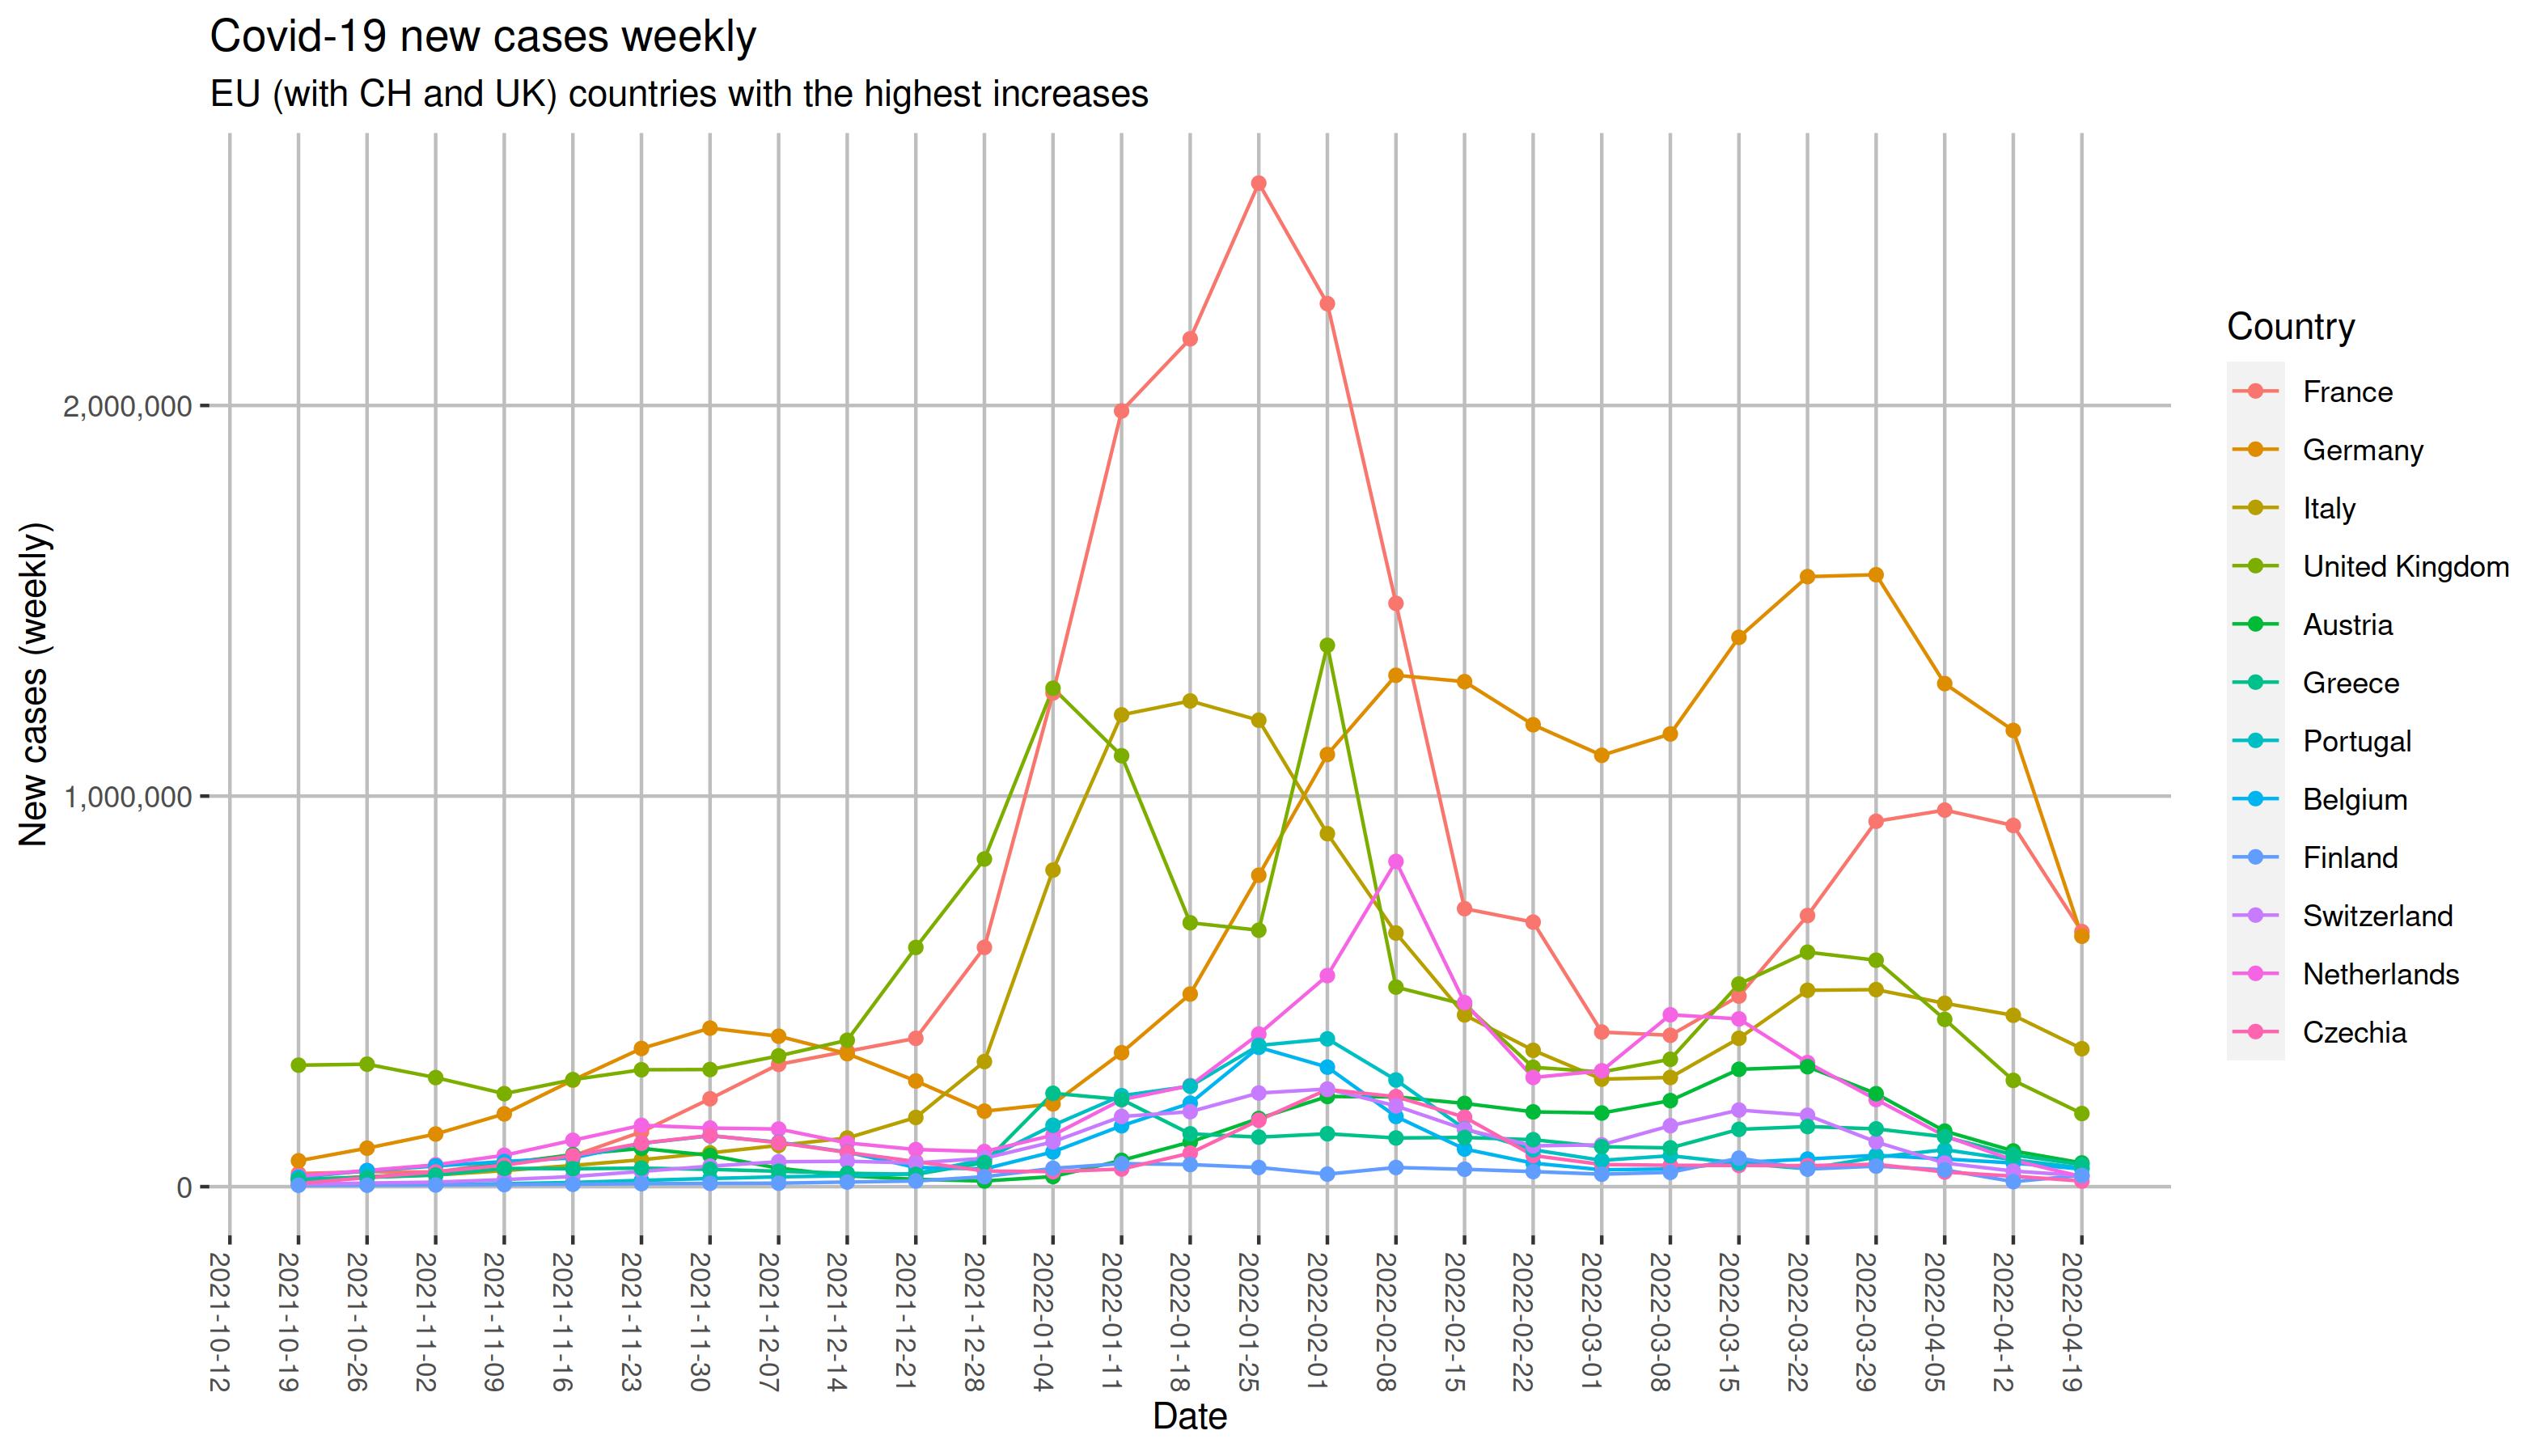 Covid-19 new cases weekly
EU (with CH and UK) countries with the highest increases
New cases (weekly)
2,000,000
1,000,000
0
2021-10-12
2021-10-19
2021-10-26
2021-11-02
2021-11-09
2021-11-16
2021-11-23
2021-11-30
2021-12-07
2021-12-14
2021-12-21
2021-12-28
2022-01-04
2022-01-11
2022-01-18
2022-01-25
2022-02-01
2022-02-08
2022-02-15
2022-02-22
2022-03-01
2022-03-08
2022-03-15
2022-03-22
2022-03-29
2022-04-05
2022-04-12
2022-04-19
Date
Country
France
Germany
Italy
United Kingdom
Austria
Greece
Portugal
Belgium
Finland
Switzerland
Netherlands
Czechia